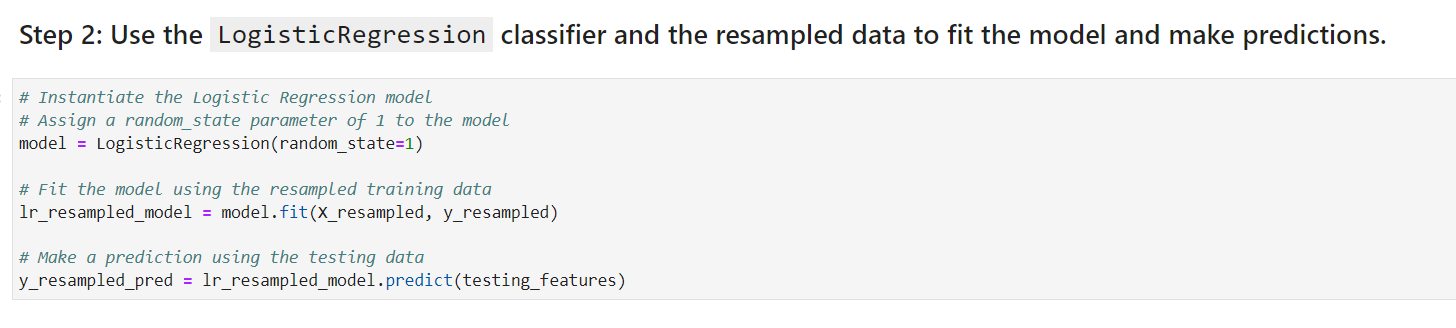 Step 2: Use the LogisticRegression classifier and the resampled data to fit the model and make predictions.
# Instantiate the Logistic Regression model
# Assign a random_state parameter of 1 to the model
model = LogisticRegression(random_state=1)
# Fit the model using the resampled training data
lr_resampled_model = model.fit(X_resampled, y_resampled)
# Make a prediction using the testing data
y_resampled_pred = lr_resampled_model.predict(testing_features)